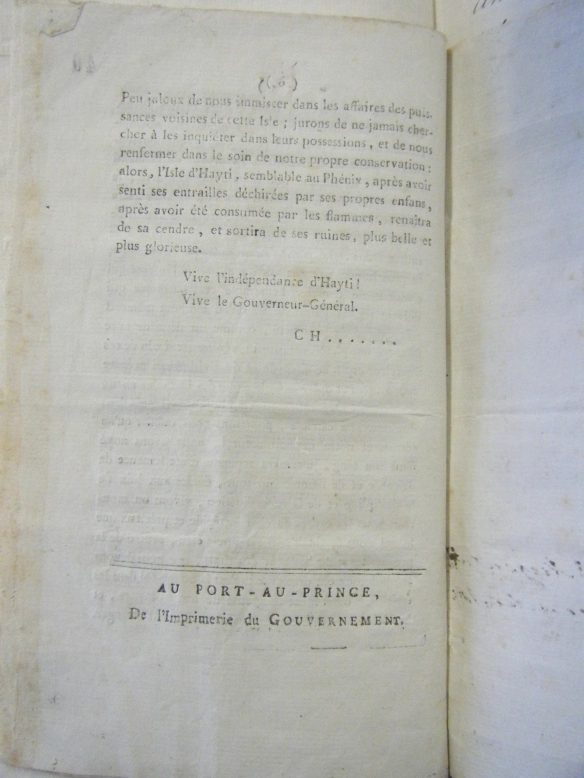 ( 6 )
Peu jaloux de nous immiscer dans les affaires des puis-
sances voisines de cette Isle ; jurons de ne jamais cher-
cher à les inquiéter dans leurs possessions, et de nous
renfermer dans le soin de notre propre conservation :
alors, l'Isle d'Hayti, semblable au Phénix, après avoir
senti ses entrailles déchirées par ses propres enfans,
après avoir été consumée par les flammes, renaîtra
de sa cendre, et sortira de ses ruines, plus belle et
plus glorieuse.
Vive l'indépendance d'Hayti !
Vive le Gouverneur-Général.
C H . . . . . . .
AU PORT-AU-PRINCE,
De l'Imprimerie du GOUVERNEMENT.